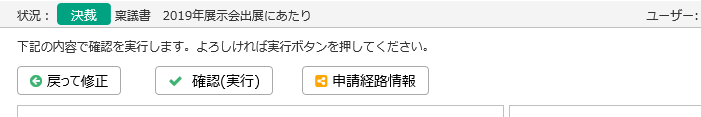 状況： 決裁 稟議書 2019年展示会出展にあたり ユーザー:
下記の内容で確認を実行します。よろしければ実行ボタンを押してください。
戻って修正 確認(実行) 申請経路情報